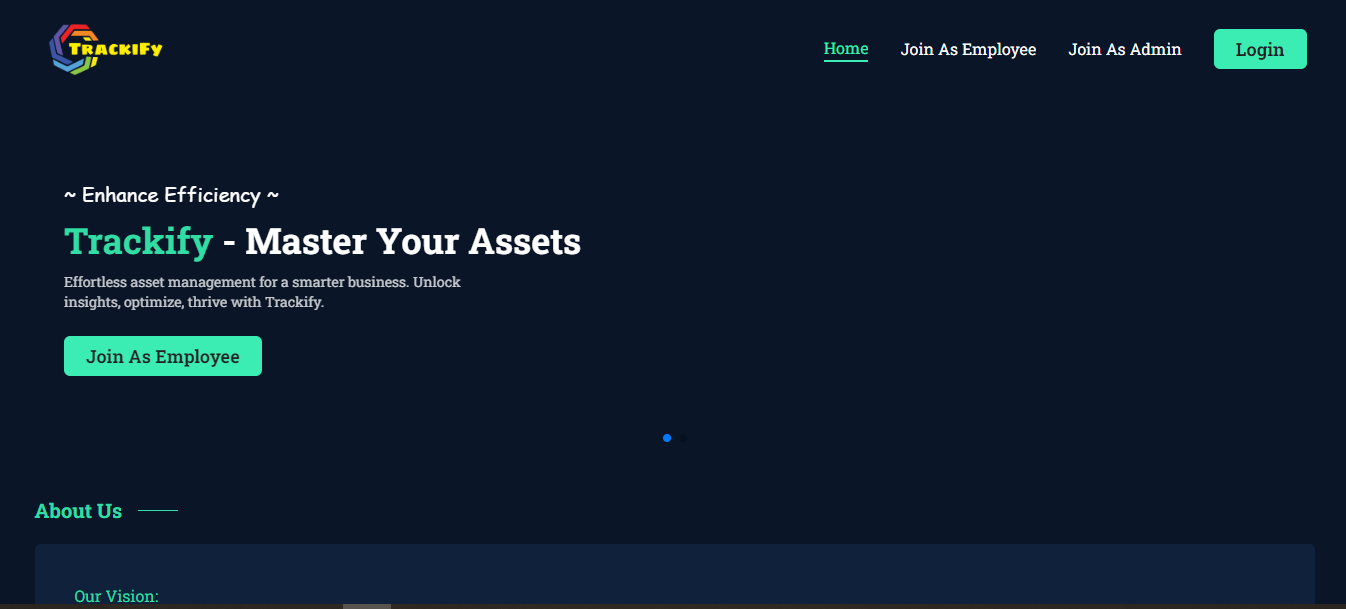 TrackiFy
Home
Join As Employee
Join As Admin
Login
~ Enhance Efficiency ~
Trackify - Master Your Assets
Effortless asset management for a smarter business. Unlock
insights, optimize, thrive with Trackify.
Join As Employee
About Us
Our Vision: